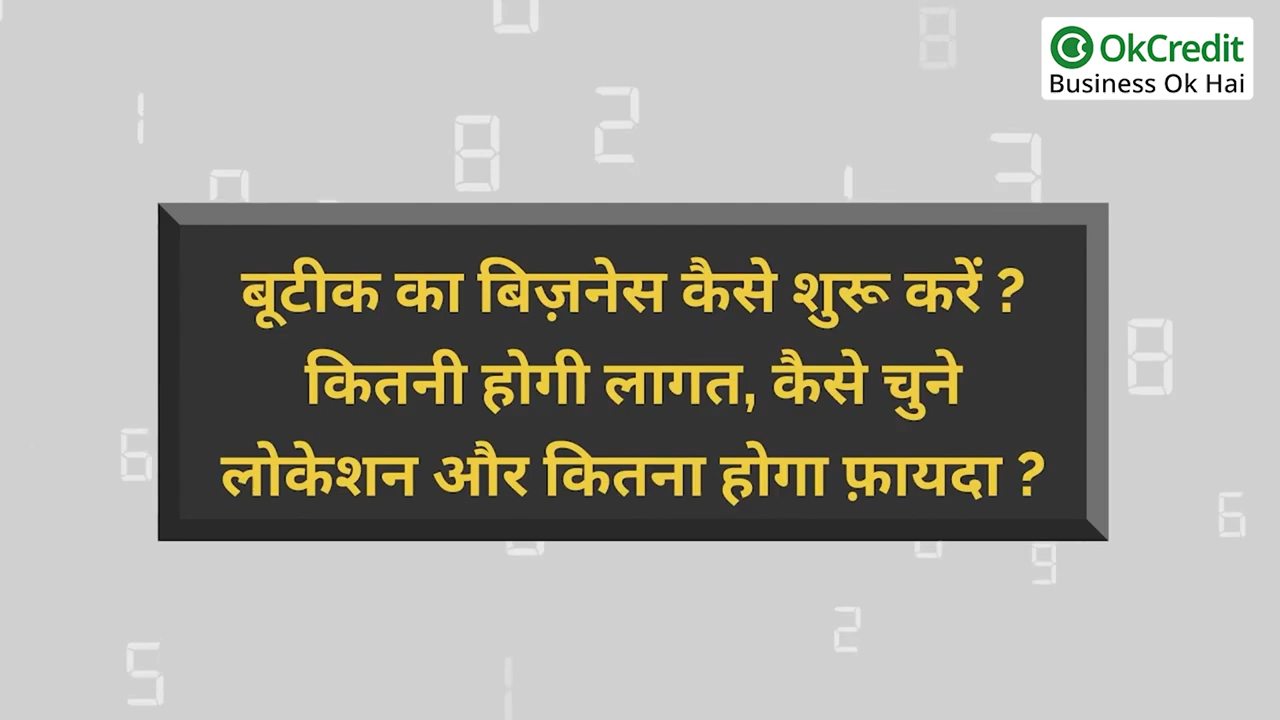 OkCredit
Business Ok Hai
बूटीक का बिज़नेस कैसे शुरू करें ?
कितनी होगी लागत, कैसे चुने
लोकेशन और कितना होगा फ़ायदा ?